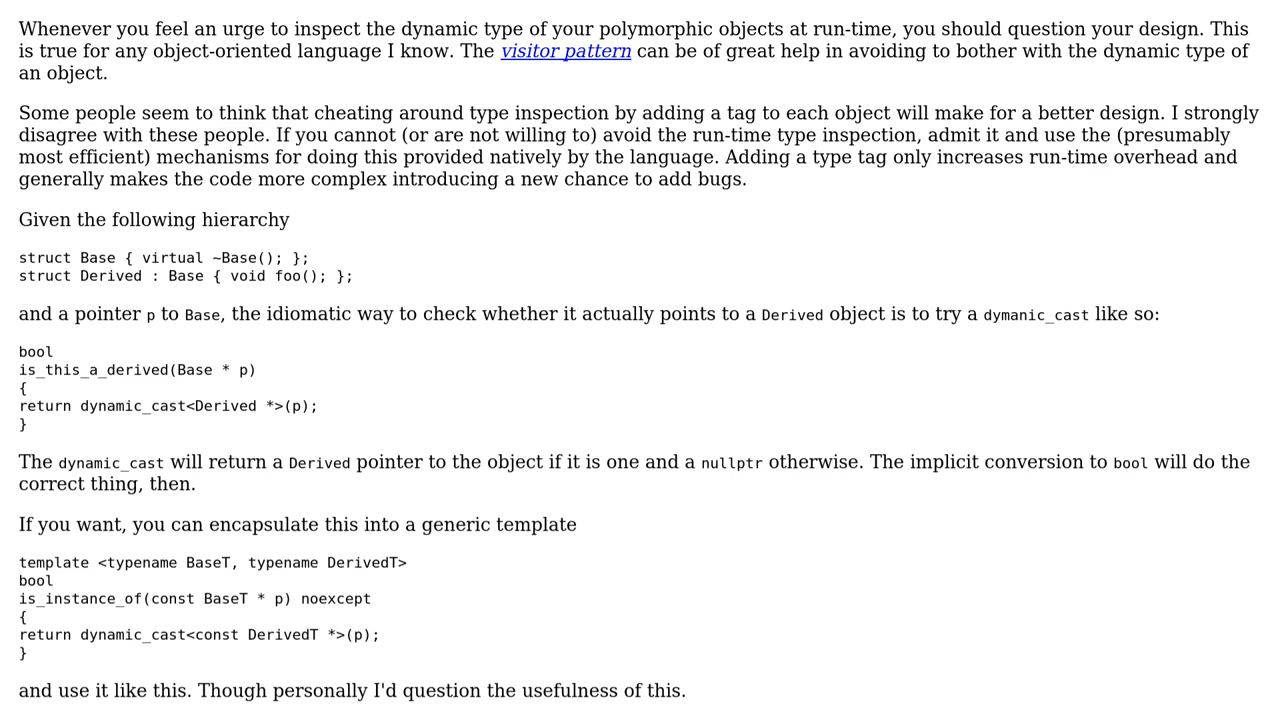 Whenever you feel an urge to inspect the dynamic type of your polymorphic objects at run-time, you should question your design. This
is true for any object-oriented language I know. The visitor pattern can be of great help in avoiding to bother with the dynamic type of
an object.
Some people seem to think that cheating around type inspection by adding a tag to each object will make for a better design. I strongly
disagree with these people. If you cannot (or are not willing to) avoid the run-time type inspection, admit it and use the (presumably
most efficient) mechanisms for doing this provided natively by the language. Adding a type tag only increases run-time overhead and
generally makes the code more complex introducing a new chance to add bugs.
Given the following hierarchy
struct Base { virtual ~Base(); };
struct Derived : Base { void foo(); };
and a pointer p to Base, the idiomatic way to check whether it actually points to a Derived object is to try a dymanic_cast like so:
bool
is_this_a_derived(Base * p)
{
return dynamic_cast<Derived *>(p);
}
The dynamic_cast will return a Derived pointer to the object if it is one and a nullptr otherwise. The implicit conversion to bool will do the
correct thing, then.
If you want, you can encapsulate this into a generic template
template <typename BaseT, typename DerivedT>
bool
is_instance_of(const BaseT * p) noexcept
{
return dynamic_cast<const DerivedT *>(p);
}
and use it like this. Though personally I'd question the usefulness of this.